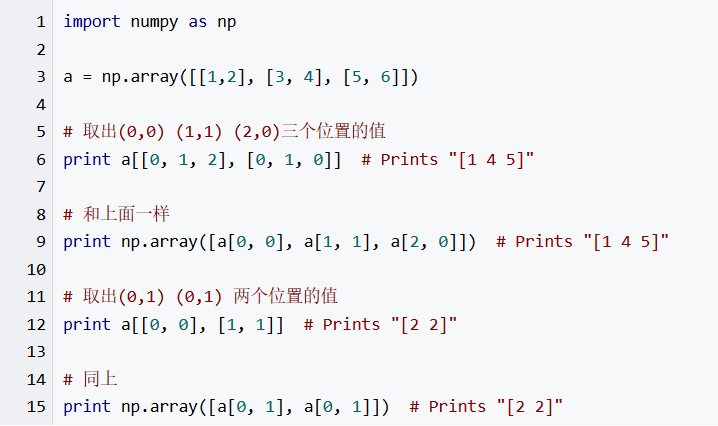 1 import numpy as np
2
3 a = np.array([[1,2], [3, 4], [5, 6]])
4
5 # 取出(0,0) (1,1) (2,0)三个位置的值
6 print a[[0, 1, 2], [0, 1, 0]]  # Prints "[1 4 5]"
7
8 # 和上面一样
9 print np.array([a[0, 0], a[1, 1], a[2, 0]])  # Prints "[1 4 5]"
10
11 # 取出(0,1) (0,1) 两个位置的值
12 print a[[0, 0], [1, 1]]  # Prints "[2 2]"
13
14 # 同上
15 print np.array([a[0, 1], a[0, 1]])  # Prints "[2 2]"